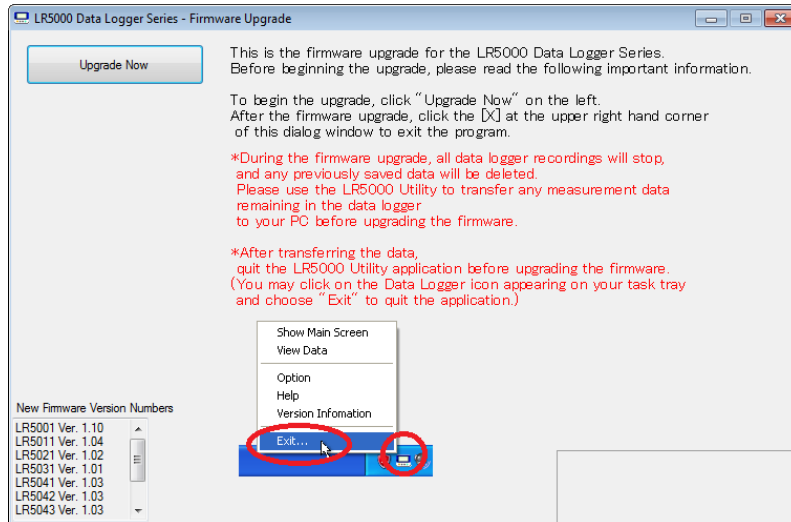 LR5000 Data Logger Series - Firmware Upgrade
Upgrade Now
This is the firmware upgrade for the LR5000 Data Logger Series.
Before beginning the upgrade, please read the following important information.
To begin the upgrade, click "Upgrade Now" on the left.
After the firmware upgrade, click the [X] at the upper right hand corner
of this dialog window to exit the program.
*During the firmware upgrade, all data logger recordings will stop,
and any previously saved data will be deleted.
Please use the LR5000 Utility to transfer any measurement data
remaining in the data logger
to your PC before upgrading the firmware.
*After transferring the data,
quit the LR5000 Utility application before upgrading the firmware.
(You may click on the Data Logger icon appearing on your task tray
and choose "Exit" to quit the application.)
Show Main Screen
View Data
Option
Help
Version Infomation
Exit...
New Firmware Version Numbers
LR5001 Ver. 1.10
LR5011 Ver. 1.04
LR5021 Ver. 1.02
LR5031 Ver. 1.01
LR5041 Ver. 1.03
LR5042 Ver. 1.03
LR5043 Ver. 1.03